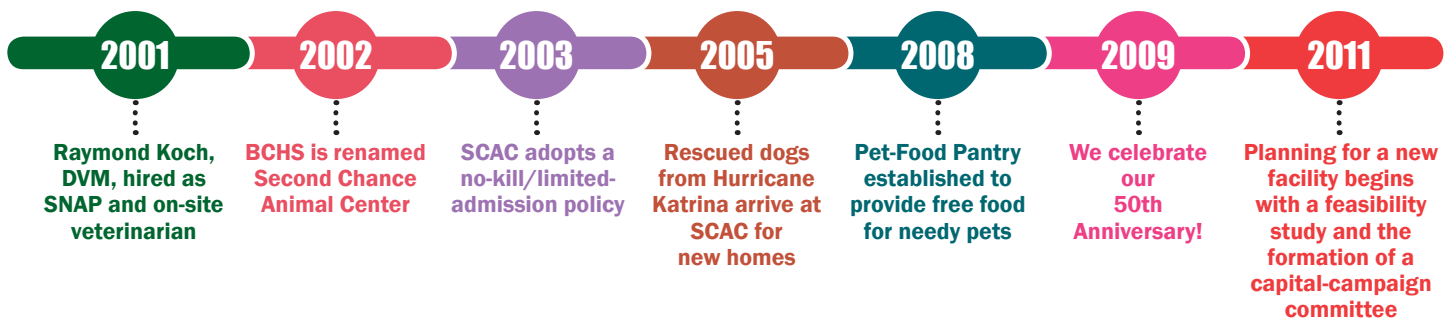 2001
Raymond Koch,
DVM, hired as
SNAP and on-site
veterinarian
2002
BCHS is renamed
Second Chance
Animal Center
2003
SCAC adopts a
no-kill/limited-
admission policy
2005
Rescued dogs
from Hurricane
Katrina arrive at
SCAC for
new homes
2008
Pet-Food Pantry
established to
provide free food
for needy pets
2009
We celebrate
our
50th
Anniversary!
2011
Planning for a new
facility begins
with a feasibility
study and the
formation of a
capital-campaign
committee